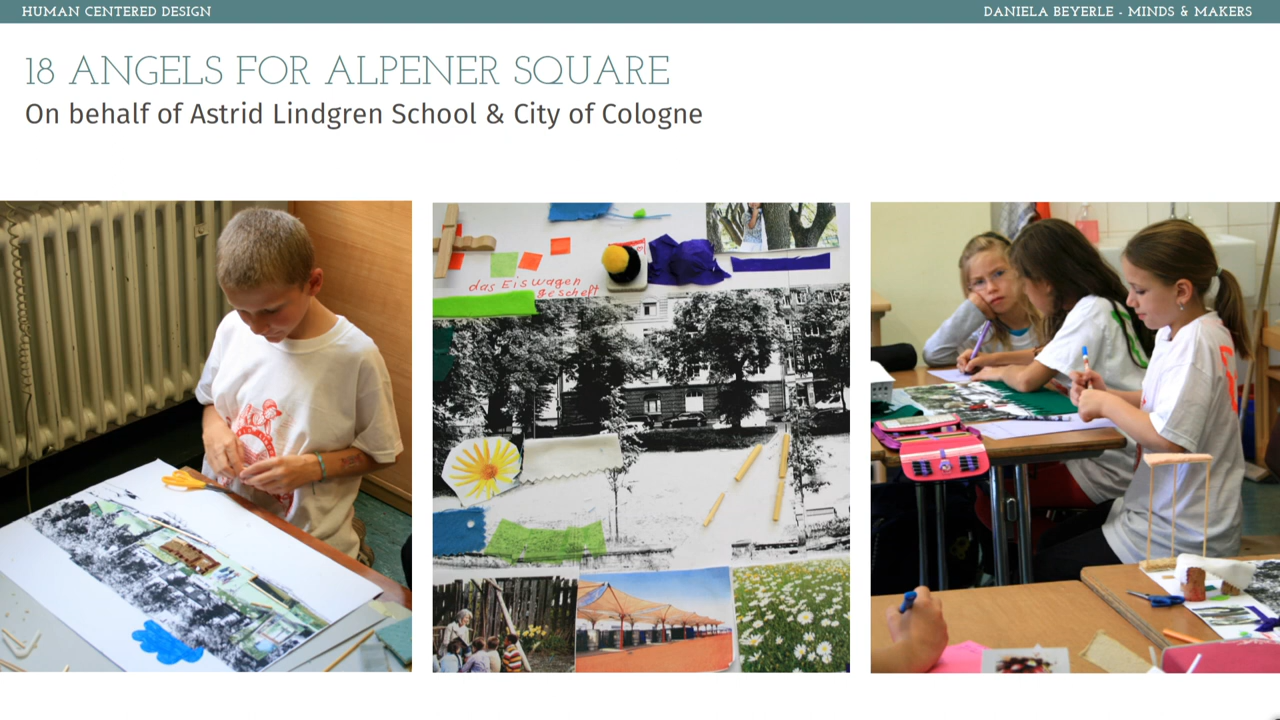 HUMAN CENTERED DESIGN
DANIELA BEYERLE - MINDS & MAKERS
18 ANGELS FOR ALPENER SQUARE
On behalf of Astrid Lindgren School & City of Cologne
das Eiswagen
gescheft